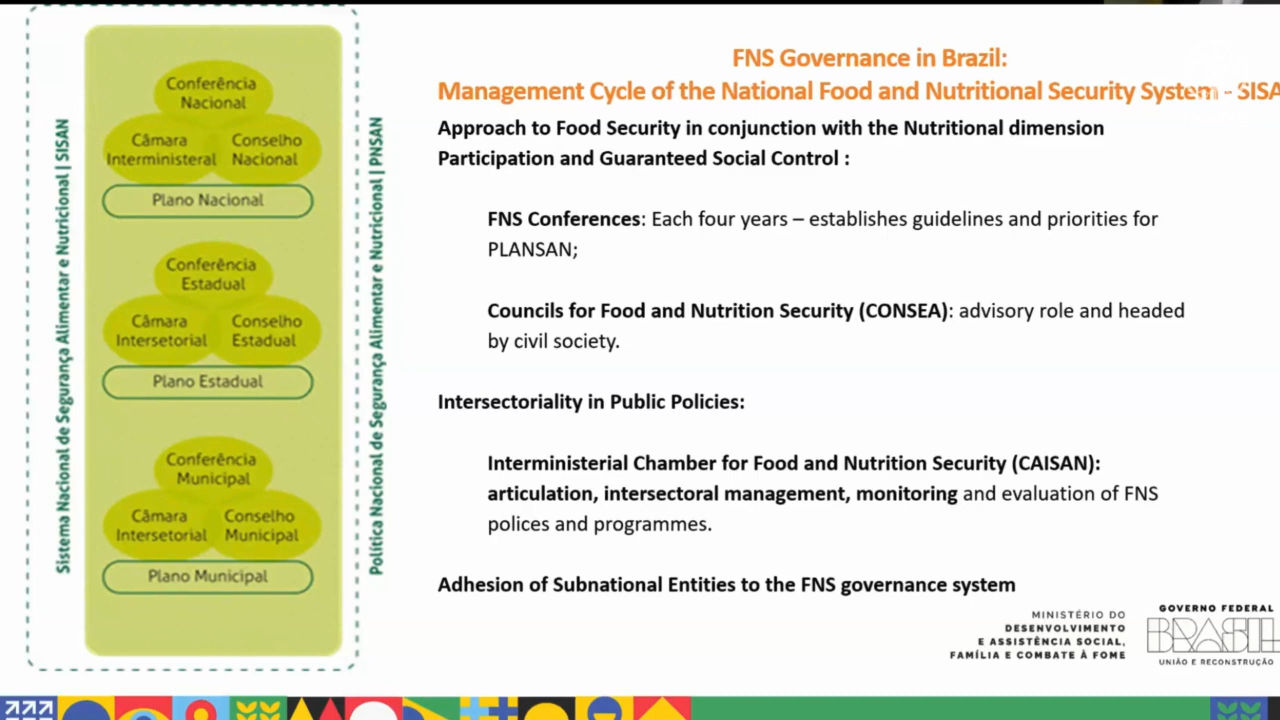 Sistema Nacional de Segurança Alimentar e Nutricional | SISAN
Conferência
Nacional
Câmara
Interministeral
Conselho
Nacional
Plano Nacional
Conferência
Estadual
Câmara
Intersetorial
Conselho
Estadual
Plano Estadual
Conferência
Municipal
Câmara
Intersetorial
Conselho
Municipal
Plano Municipal
Política Nacional de Segurança Alimentar e Nutricional | PNSAN
FNS Governance in Brazil:
Management Cycle of the National Food and Nutritional Security System - SISA
Approach to Food Security in conjunction with the Nutritional dimension
Participation and Guaranteed Social Control :
FNS Conferences: Each four years – establishes guidelines and priorities for
PLANSAN;
Councils for Food and Nutrition Security (CONSEA): advisory role and headed
by civil society.
Intersectoriality in Public Policies:
Interministerial Chamber for Food and Nutrition Security (CAISAN):
articulation, intersectoral management, monitoring and evaluation of FNS
polices and programmes.
Adhesion of Subnational Entities to the FNS governance system
MINISTÉRIO DO
DESENVOLVIMENTO
E ASSISTÊNCIA SOCIAL,
FAMÍLIA E COMBATE À FOME
GOVERNO FEDERAL
BRASIL
UNIÃO E RECONSTRUÇÃO